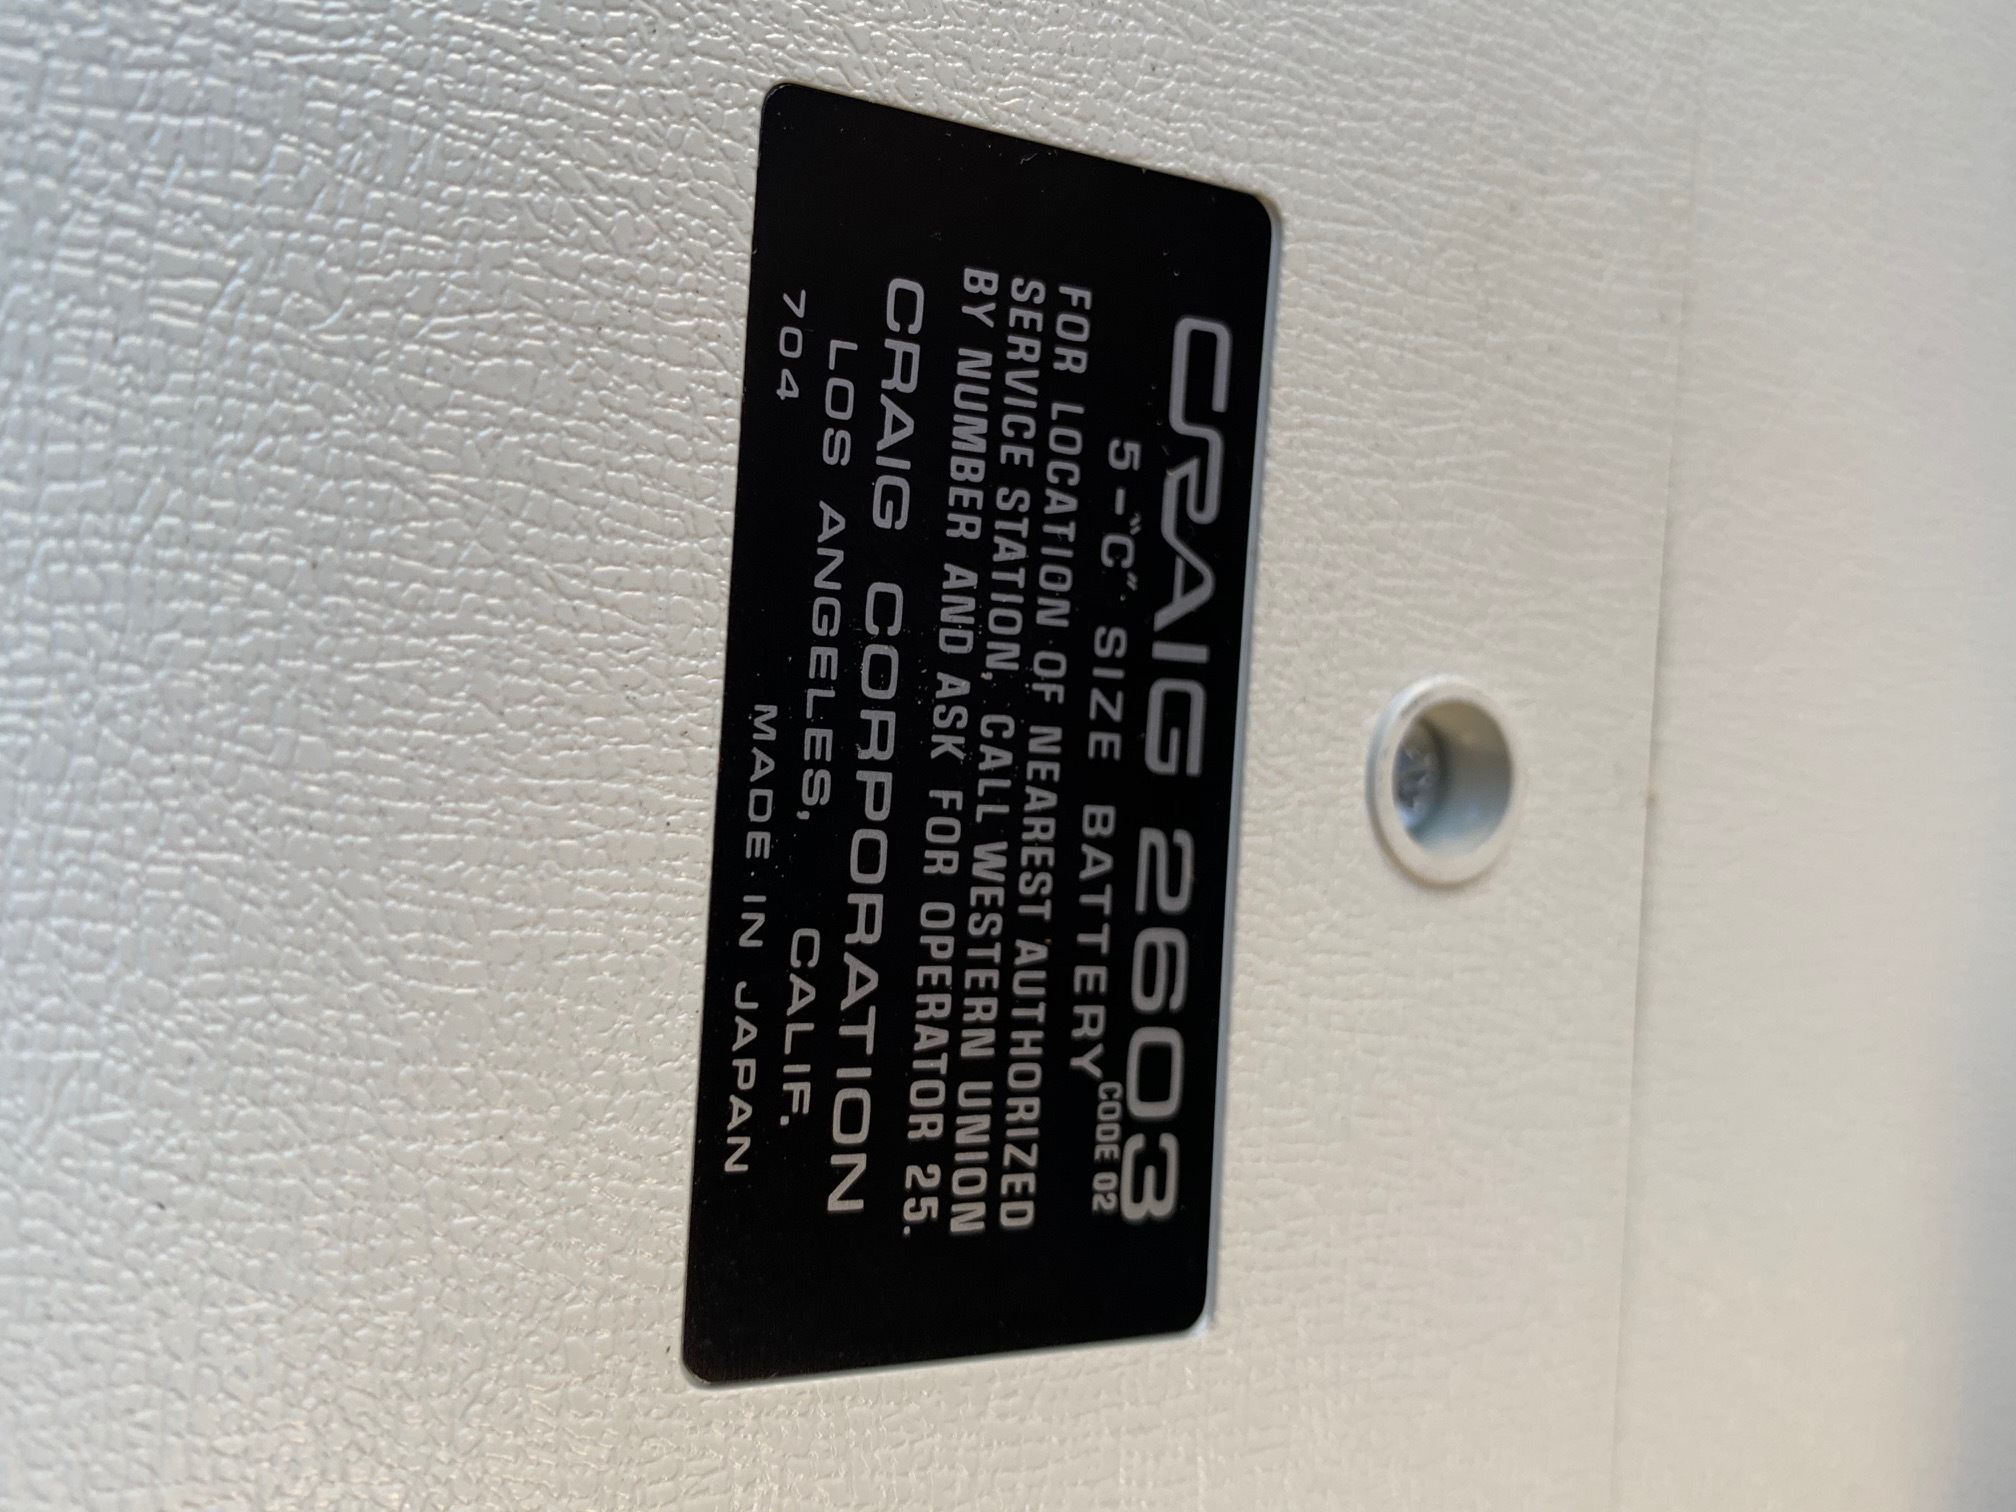 CRAIG 2603
5-"C" SIZE BATTERY CODE 02
FOR LOCATION OF NEAREST AUTHORIZED
SERVICE STATION, CALL WESTERN UNION
BY NUMBER AND ASK FOR OPERATOR 25.
CRAIG CORPORATION
LOS ANGELES, CALIF.
704 MADE IN JAPAN